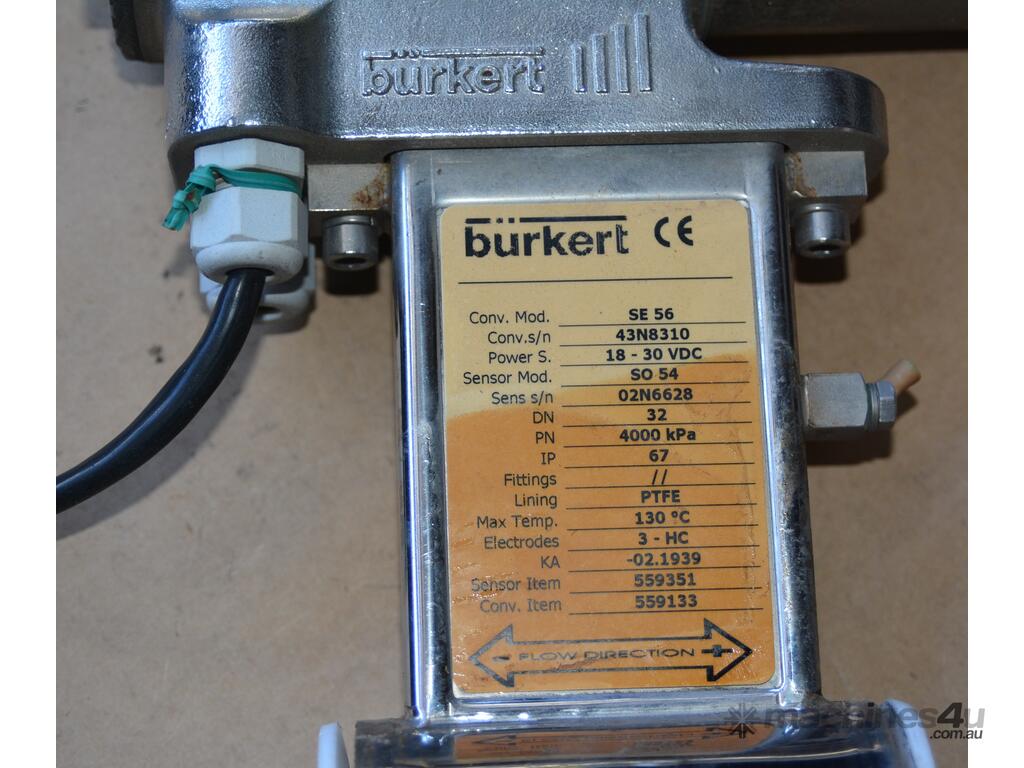 bürkert
bürkert CE
Conv. Mod. SE 56
Conv.s/n 43N8310
Power S. 18 - 30 VDC
Sensor Mod. SO 54
Sens s/n 02N6628
DN 32
PN 4000 kPa
IP 67
Fittings //
Lining PTFE
Max Temp. 130 °C
Electrodes 3 - HC
KA -02.1939
Sensor Item 559351
Conv. Item 559133
- FLOW DIRECTION +
machines4u
.com.au